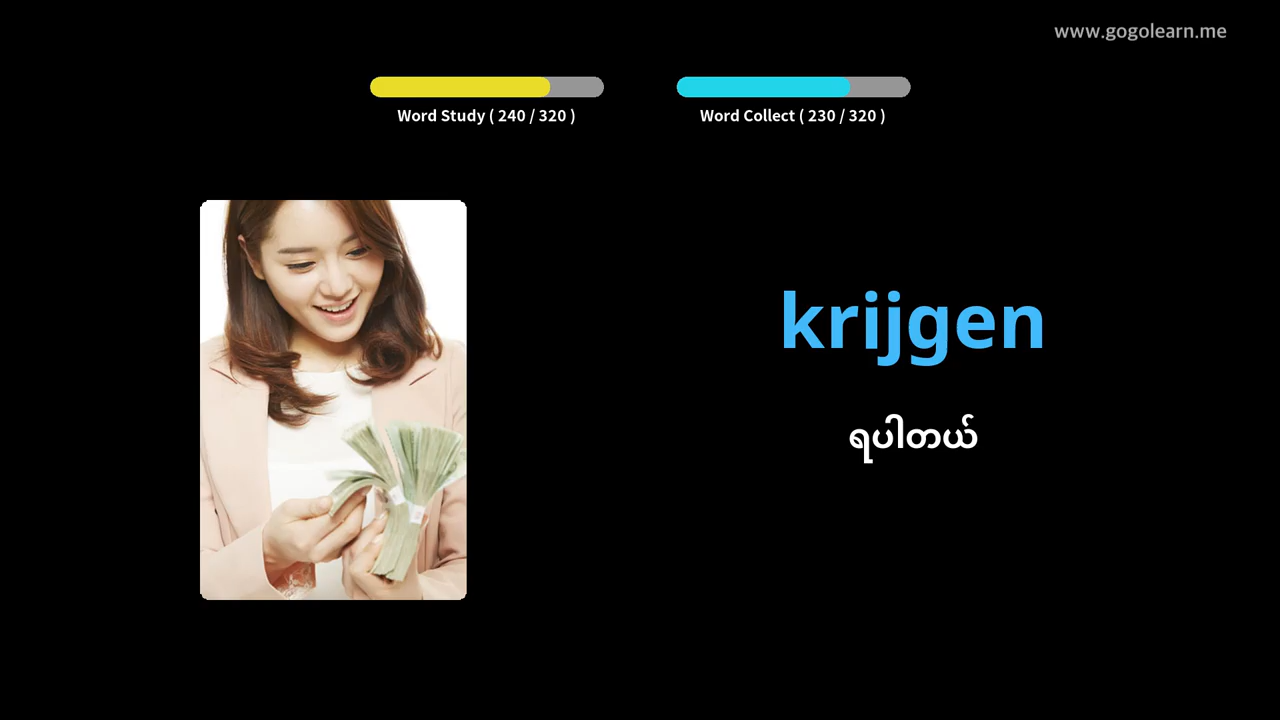 www.gogolearn.me
Word Study ( 240 / 320 )
Word Collect ( 230 / 320 )
krijgen
ရပါတယ်